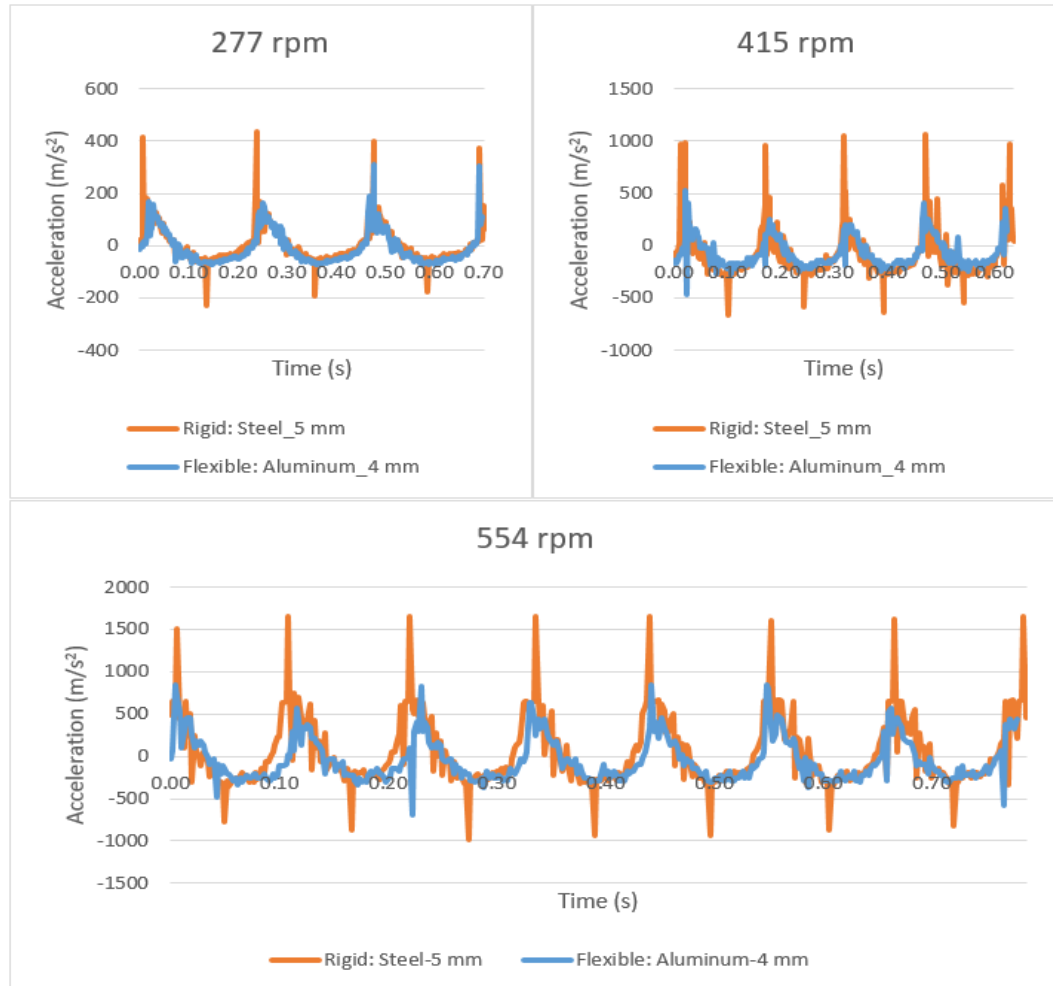 277 rpm
600
400
200
0
-200
-400
0.00 0.10 0.20 0.30 0.40 0.50 0.60 0.70
Acceleration (m/s²)
Time (s)
Rigid: Steel_5 mm
Flexible: Aluminum_4 mm
415 rpm
1500
1000
500
0
-500
-1000
0.00 0.10 0.20 0.30 0.40 0.50 0.60
Acceleration (m/s²)
Time (s)
Rigid: Steel_5 mm
Flexible: Aluminum_4 mm
554 rpm
2000
1500
1000
500
0
-500
-1000
-1500
0.00 0.10 0.20 0.30 0.40 0.50 0.60 0.70
Acceleration (m/s²)
Time (s)
Rigid: Steel-5 mm Flexible: Aluminum-4 mm